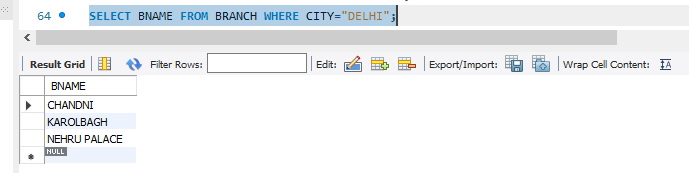 64 SELECT BNAME FROM BRANCH WHERE CITY="DELHI";
Result Grid Filter Rows: Edit: Export/Import: Wrap Cell Content: IA
BNAME
CHANDNI
KAROLBAGH
NEHRU PALACE
NULL